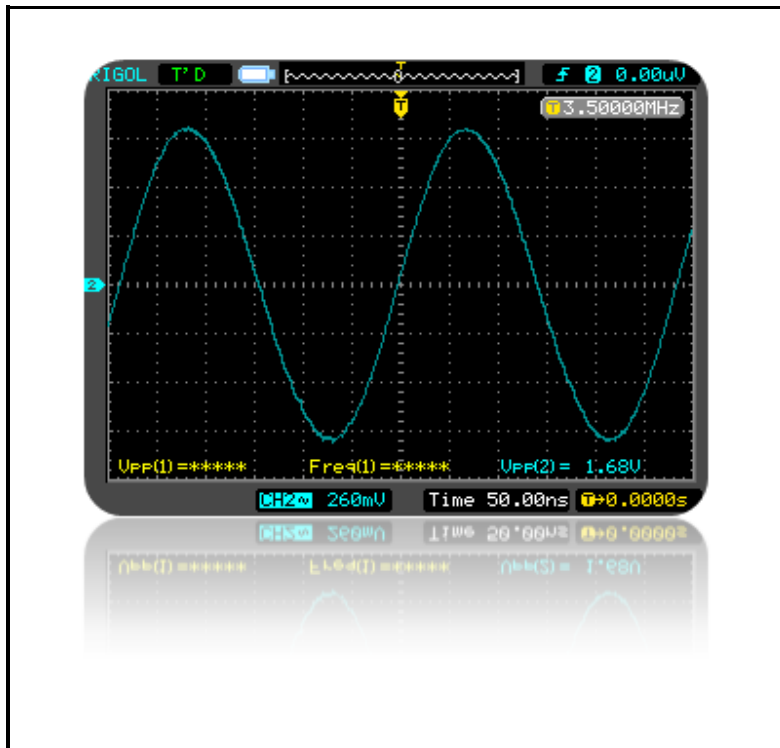 RIGOL T'D T f 2 0.00uV
T
T 3.50000MHz
2
Vpp(1)=***** Freq(1)=***** Vpp(2)= 1.68V
CH2~ 260mV Time 50.00ns T→0.0000s